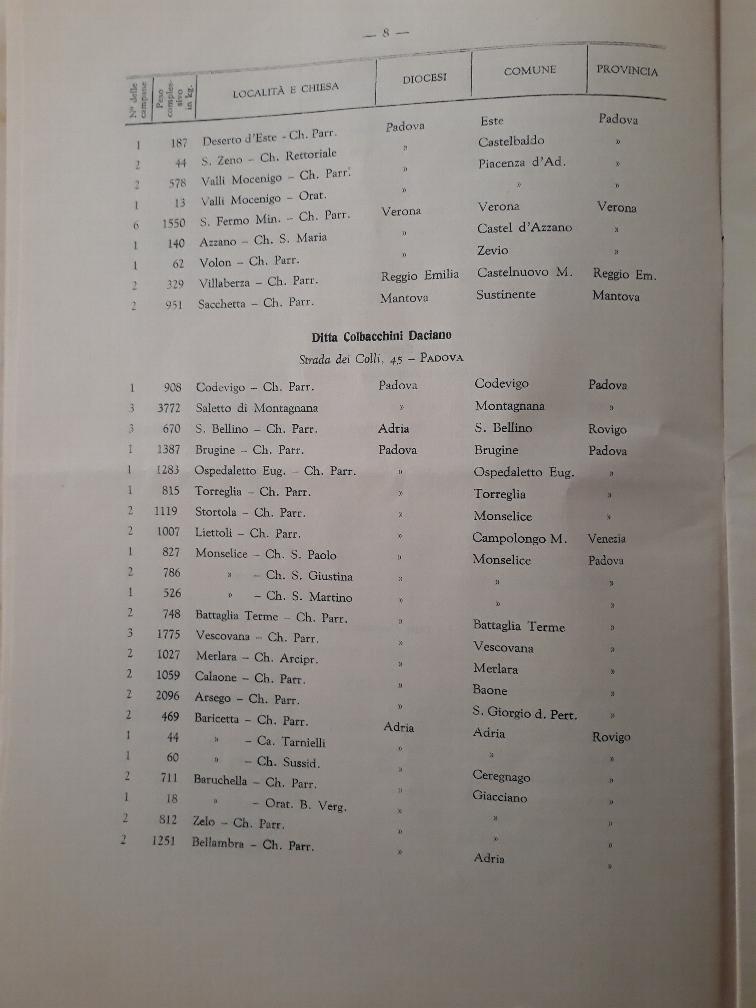 — 8 —
N° delle campane | Peso complessivo in kg. | LOCALITÀ E CHIESA | DIOCESI | COMUNE | PROVINCIA
1 187 Deserto d'Este - Ch. Parr. Padova Este Padova
2 44 S. Zeno – Ch. Rettoriale » Castelbaldo »
2 578 Valli Mocenigo – Ch. Parr. » Piacenza d'Ad. »
1 13 Valli Mocenigo – Orat. » » »
6 1550 S. Fermo Min. – Ch. Parr. Verona Verona Verona
1 140 Azzano – Ch. S. Maria » Castel d'Azzano »
1 62 Volon – Ch. Parr. » Zevio »
2 329 Villaberza – Ch. Parr. Reggio Emilia Castelnuovo M. Reggio Em.
2 951 Sacchetta – Ch. Parr. Mantova Sustinente Mantova
Ditta Colbacchini Daciano
Strada dei Colli, 45 – PADOVA
1 908 Codevigo – Ch. Parr. Padova Codevigo Padova
3 3772 Saletto di Montagnana » Montagnana »
3 670 S. Bellino – Ch. Parr. Adria S. Bellino Rovigo
1 1387 Brugine – Ch. Parr. Padova Brugine Padova
1 1283 Ospedaletto Eug. – Ch. Parr. » Ospedaletto Eug. »
1 815 Torreglia – Ch. Parr. » Torreglia »
2 1119 Stortola – Ch. Parr. » Monselice »
2 1007 Liettoli – Ch. Parr. » Campolongo M. Venezia
1 827 Monselice – Ch. S. Paolo » Monselice Padova
2 786 » – Ch. S. Giustina » » »
1 526 » – Ch. S. Martino » » »
2 748 Battaglia Terme – Ch. Parr. » Battaglia Terme »
3 1775 Vescovana – Ch. Parr. » Vescovana »
2 1027 Merlara – Ch. Arcipr. » Merlara »
2 1059 Calaone – Ch. Parr. » Baone »
2 2096 Arsego – Ch. Parr. » S. Giorgio d. Pert. »
2 469 Baricetta – Ch. Parr. Adria Adria Rovigo
1 44 » – Ca. Tarnielli » » »
1 60 » – Ch. Sussid. » Ceregnago »
2 711 Baruchella – Ch. Parr. » Giacciano »
1 18 » – Orat. B. Verg. » » »
2 812 Zelo – Ch. Parr. » » »
2 1251 Bellambra – Ch. Parr. » Adria »